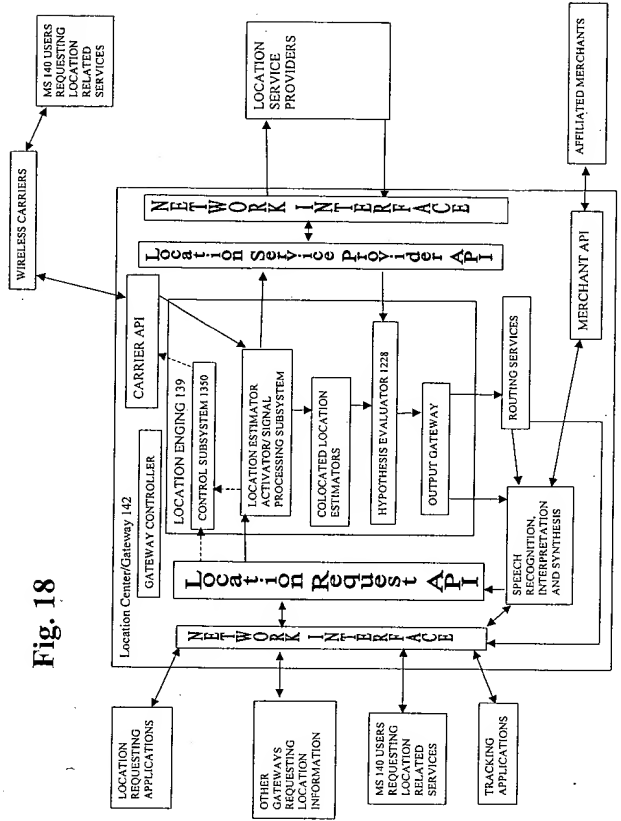 Fig. 18
MS 140 USERS
REQUESTING
LOCATION
RELATED
SERVICES
WIRELESS CARRIERS
Location Center/Gateway 142
GATEWAY CONTROLLER
CARRIER API
LOCATION ENGING 139
CONTROL SUBSYSTEM 1350
LOCATION ESTIMATOR
ACTIVATOR/SIGNAL
PROCESSING SUBSYSTEM
COLOCATED LOCATION
ESTIMATORS
HYPOTHESIS EVALUATOR 1228
OUTPUT GATEWAY
ROUTING SERVICES
SPEECH
RECOGNITION,
INTERPRETATION
AND SYNTHESIS
MERCHANT API
AFFILIATED MERCHANTS
Location Request API
NETWORK INTERFACE
Location Service Provider API
NETWORK INTERFACE
LOCATION
SERVICE
PROVIDERS
LOCATION
REQUESTING
APPLICATIONS
OTHER
GATEWAYS
REQUESTING
LOCATION
INFORMATION
MS 140 USERS
REQUESTING
LOCATION
RELATED
SERVICES
TRACKING
APPLICATIONS